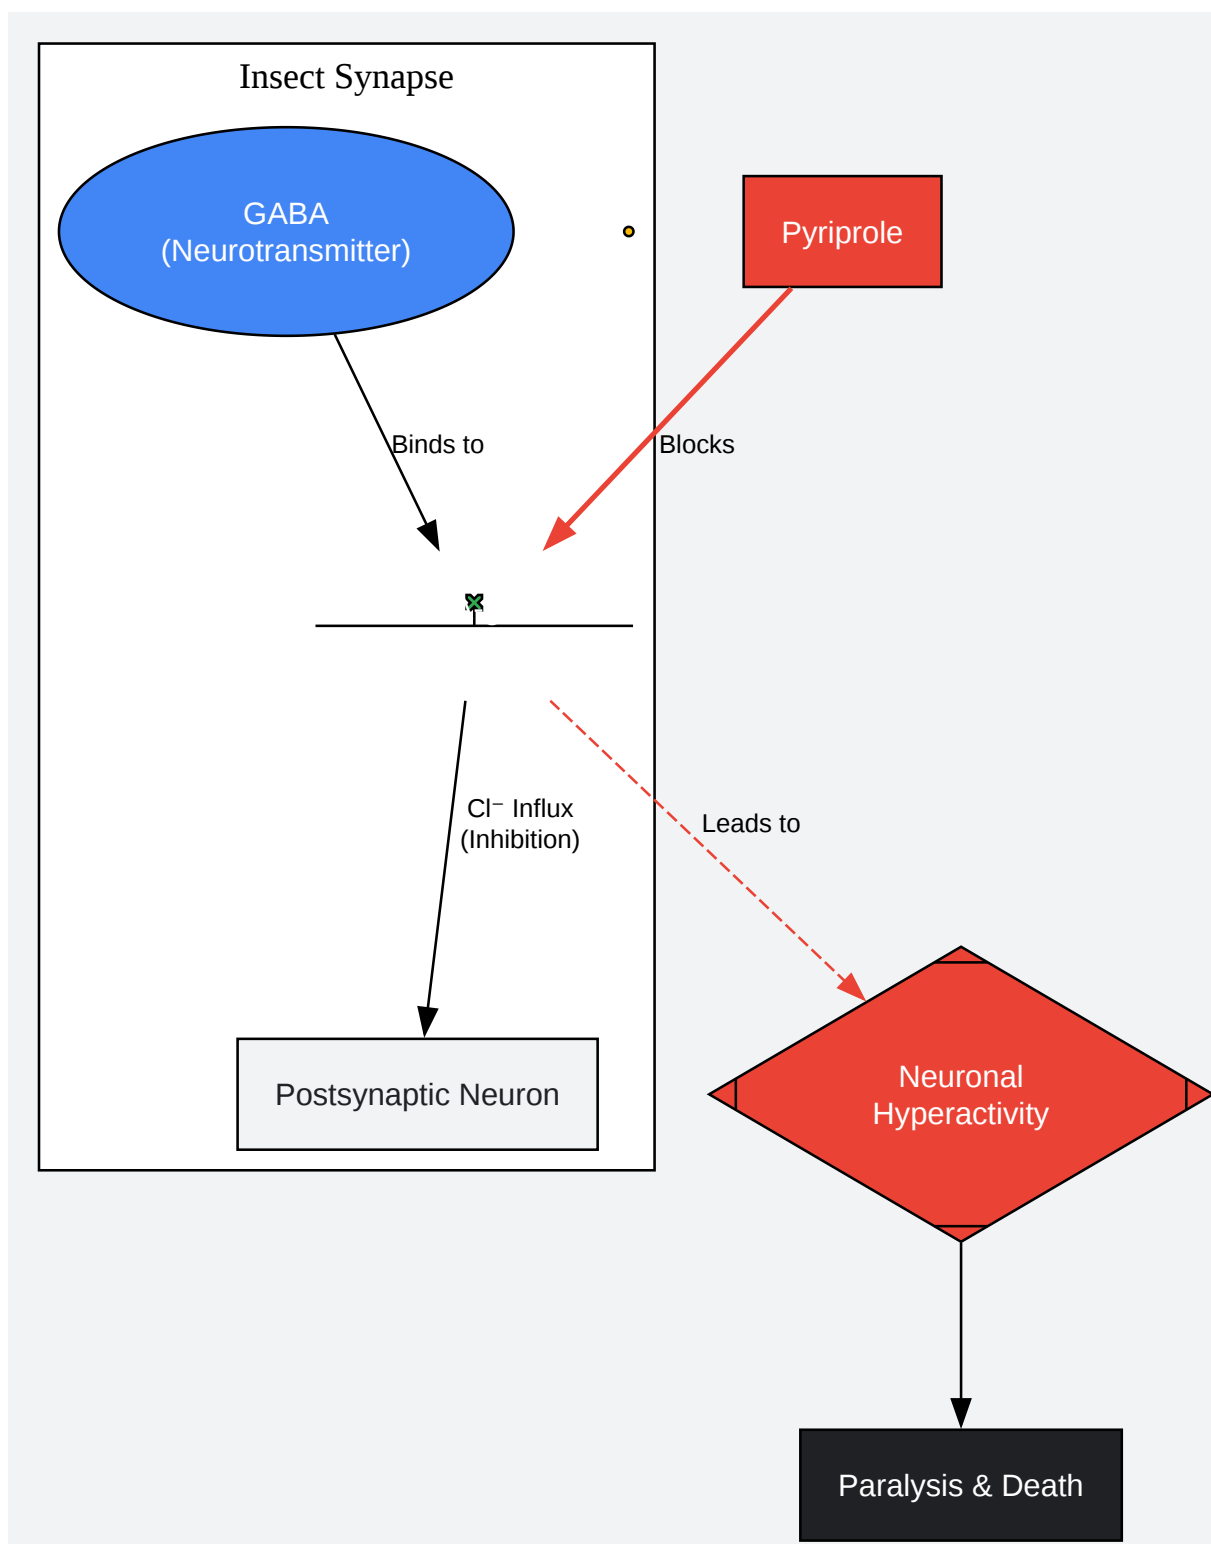 Insect Synapse
GABA
(Neurotransmitter)
Pyriprole
Binds to
Blocks
Cl⁻ Influx
(Inhibition)
Leads to
Postsynaptic Neuron
Neuronal
Hyperactivity
Paralysis & Death